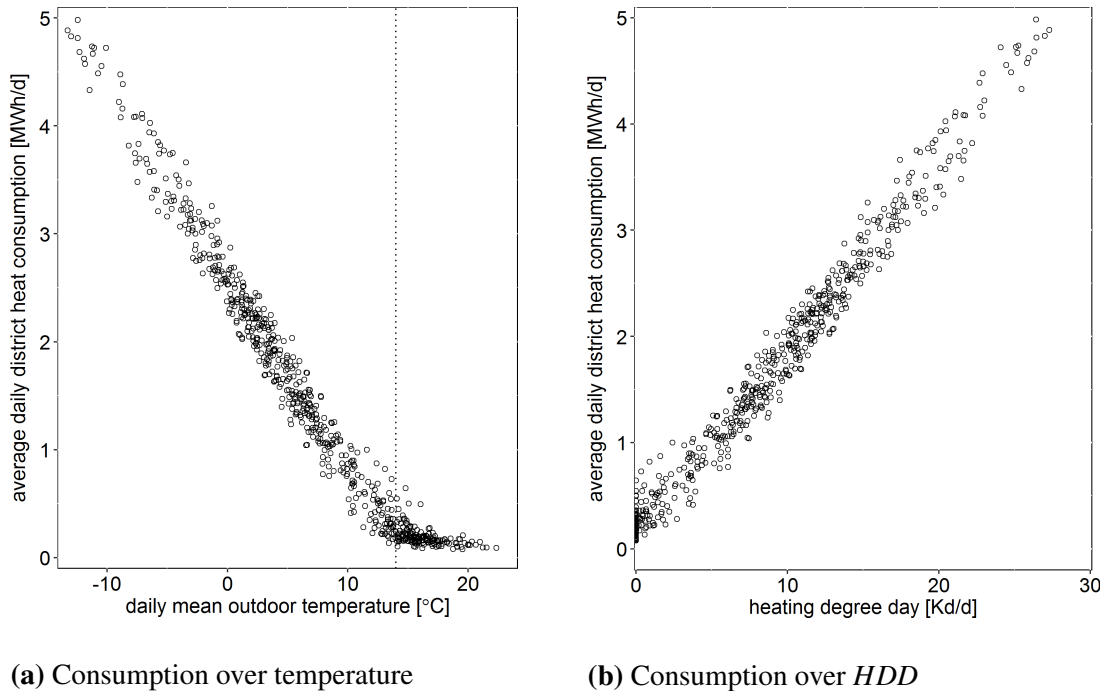 average daily district heat consumption [MWh/d]
5
4
3
2
1
0
-10 0 10 20
daily mean outdoor temperature [°C]
(a) Consumption over temperature
average daily district heat consumption [MWh/d]
5
4
3
2
1
0
0 10 20 30
heating degree day [Kd/d]
(b) Consumption over HDD